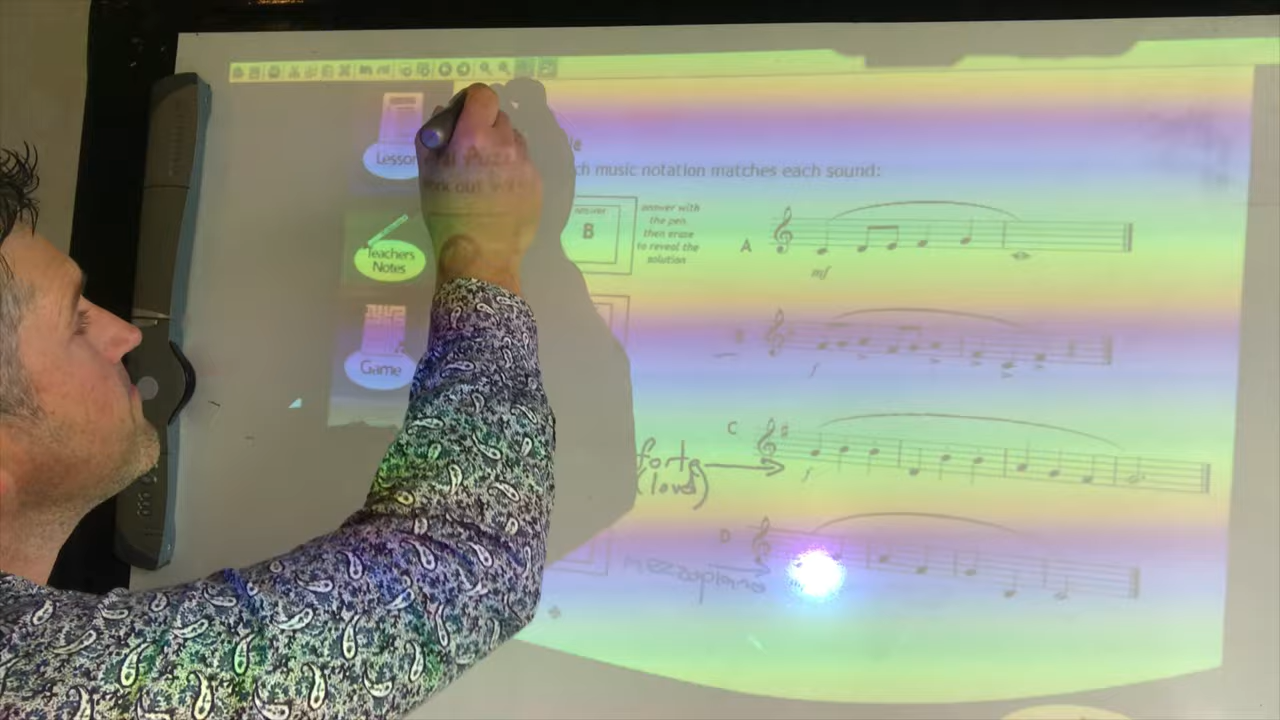 Lesson
ch music notation matches each sound:
Teachers
Notes
answer
B
answer with
the pen
then erase
to reveal the
solution
A
mf
Game
f
C
forte
(loud)
f
D
mezzopiano